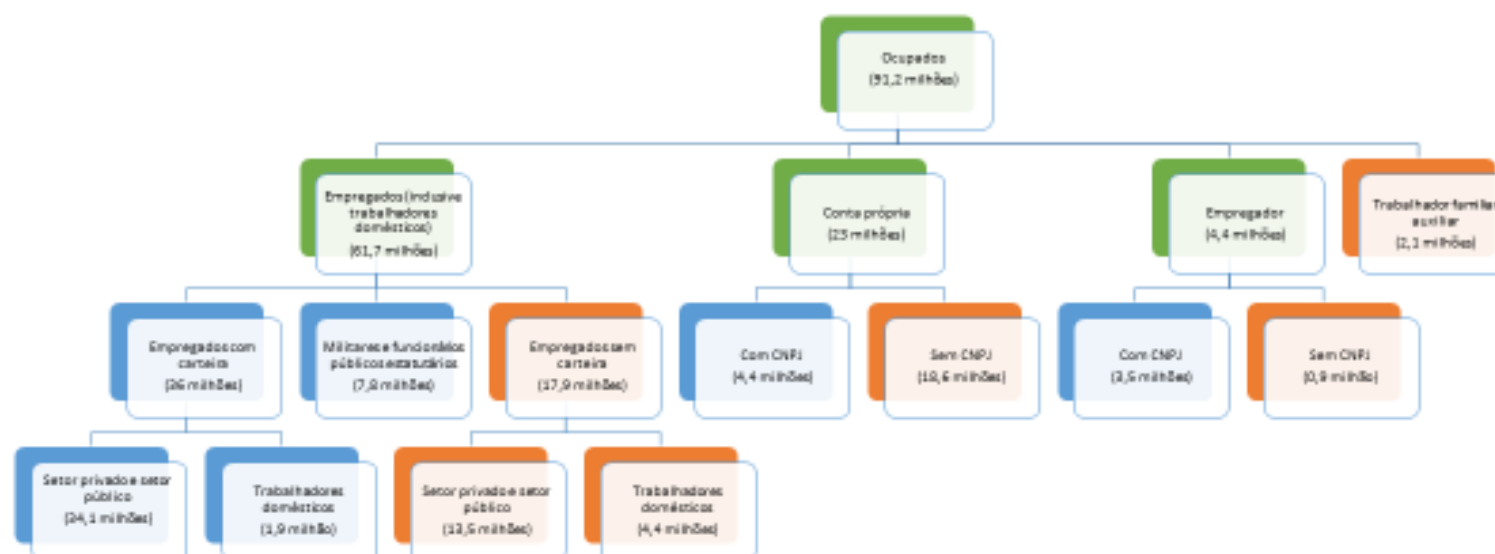 Ocupados
(91,2 milhões)
Empregados (inclusive
trabalhadores
domésticos)
(61,7 milhões)
Conta própria
(23 milhões)
Empregador
(4,4 milhões)
Trabalhador familiar
auxiliar
(2,1 milhões)
Empregados com
carteira
(36 milhões)
Militares e funcionários
públicos estatutários
(7,8 milhões)
Empregados sem
carteira
(17,9 milhões)
Com CNPJ
(4,4 milhões)
Sem CNPJ
(18,6 milhões)
Com CNPJ
(3,5 milhões)
Sem CNPJ
(0,9 milhão)
Setor privado e setor
público
(34,1 milhões)
Trabalhadores
domésticos
(1,9 milhão)
Setor privado e setor
público
(13,5 milhões)
Trabalhadores
domésticos
(4,4 milhões)